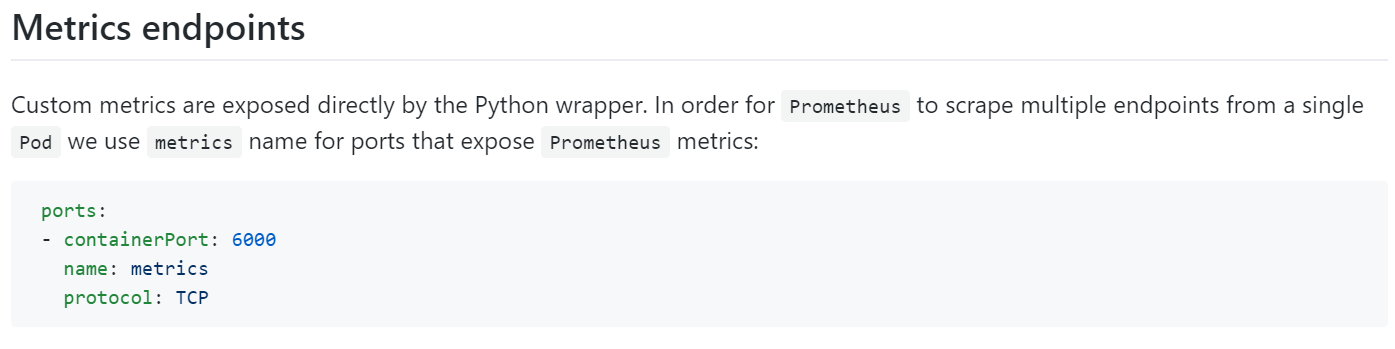 Metrics endpoints
Custom metrics are exposed directly by the Python wrapper. In order for Prometheus to scrape multiple endpoints from a single
Pod we use metrics name for ports that expose Prometheus metrics:
ports:
- containerPort: 6000
  name: metrics
  protocol: TCP